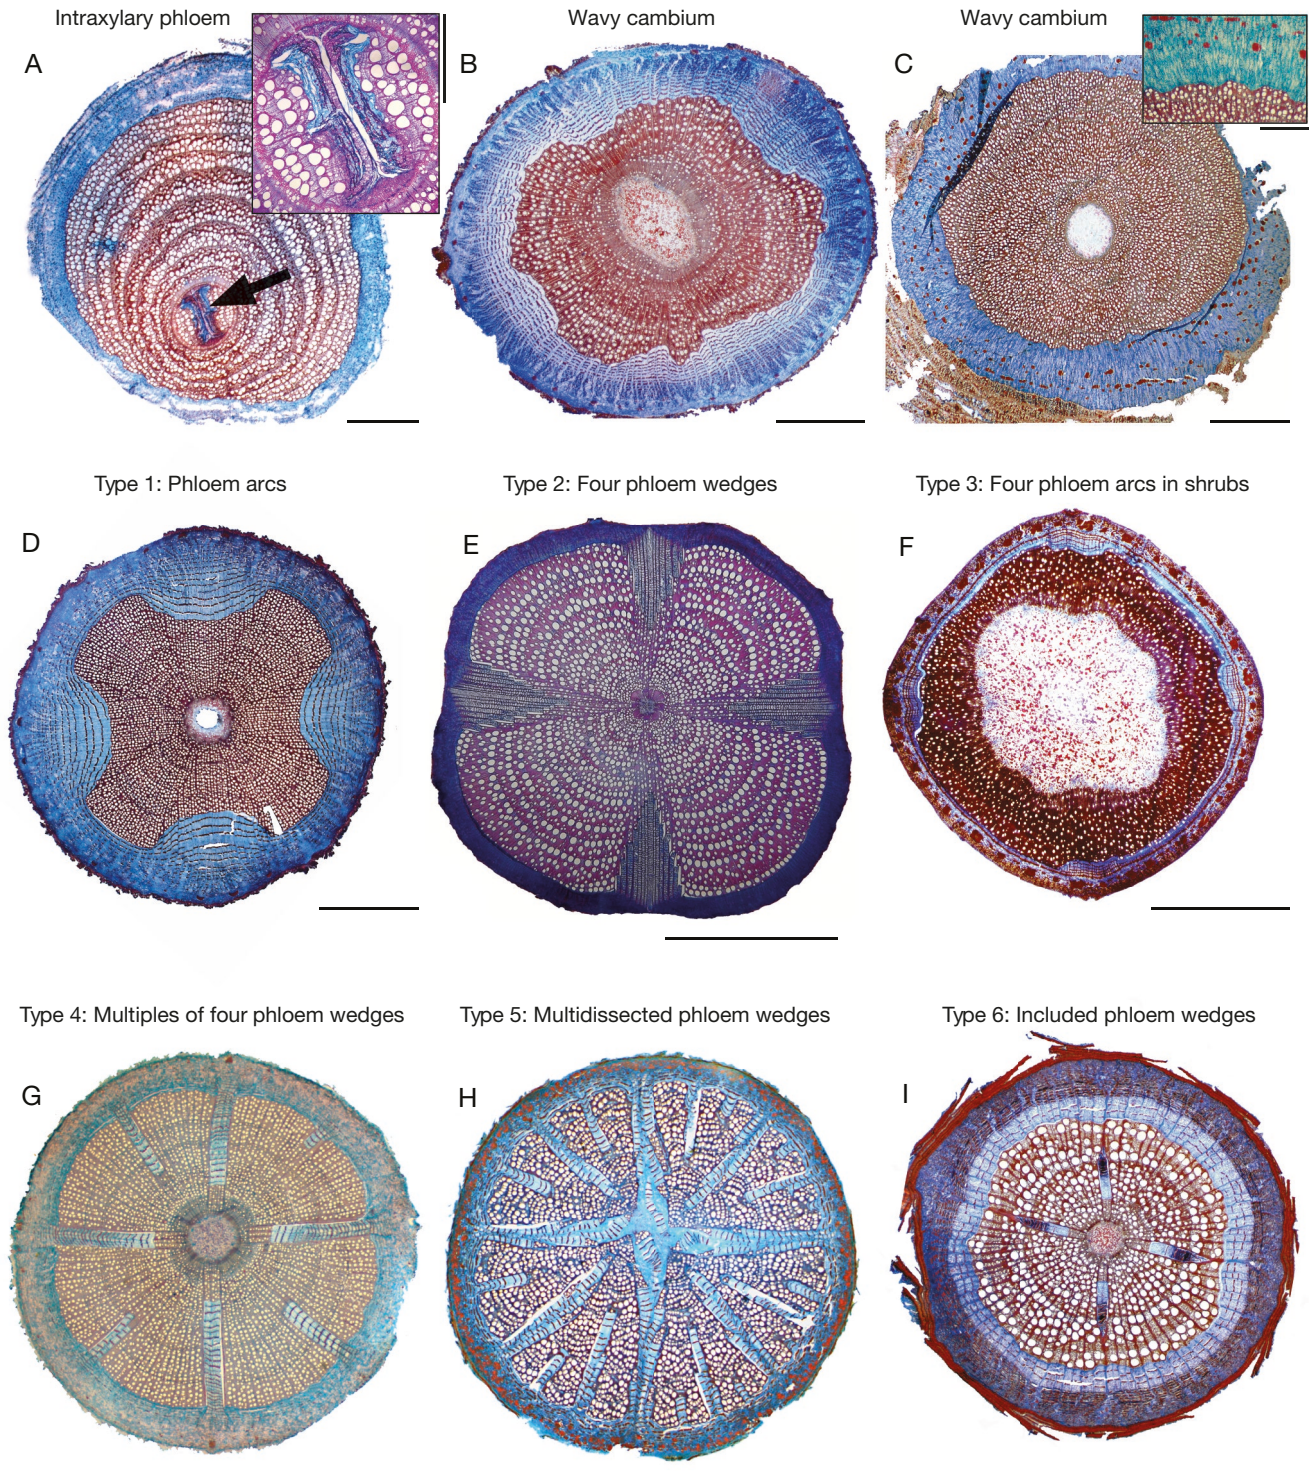 Intraxylary phloem
Wavy cambium
Wavy cambium
A
B
C
Type 1: Phloem arcs
Type 2: Four phloem wedges
Type 3: Four phloem arcs in shrubs
D
E
F
Type 4: Multiples of four phloem wedges
Type 5: Multidissected phloem wedges
Type 6: Included phloem wedges
G
H
I